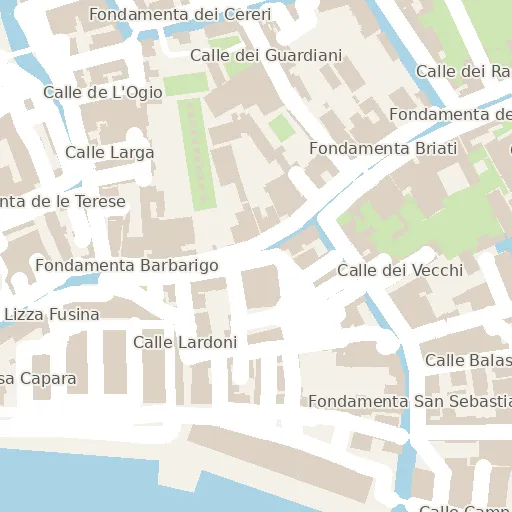 Fondamenta dei Cereri
Calle dei Guardiani
Calle dei Ra
Calle de L'Ogio
Fondamenta de
Fondamenta Briati
Calle Larga
nta de le Terese
Fondamenta Barbarigo
Calle dei Vecchi
Lizza Fusina
Calle Lardoni
Calle Balas
sa Capara
Fondamenta San Sebastia
Calle Camp